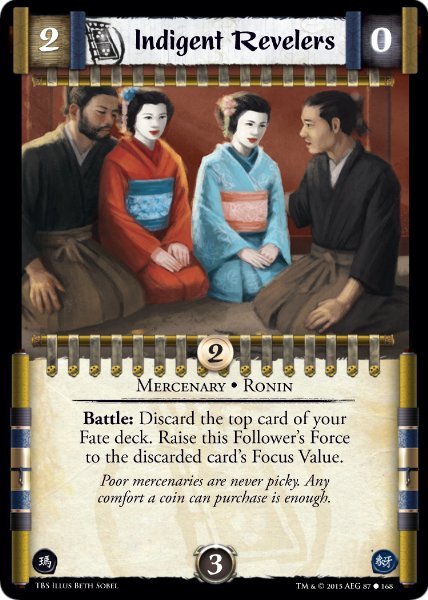 2
Indigent Revelers
0
2
Mercenary • Ronin
Battle: Discard the top card of your
Fate deck. Raise this Follower's Force
to the discarded card's Focus Value.
Poor mercenaries are never picky. Any
comfort a coin can purchase is enough.
瑪
3
TBS Illus Beth Sobel
TM & © 2015 AEG 87 ● 168